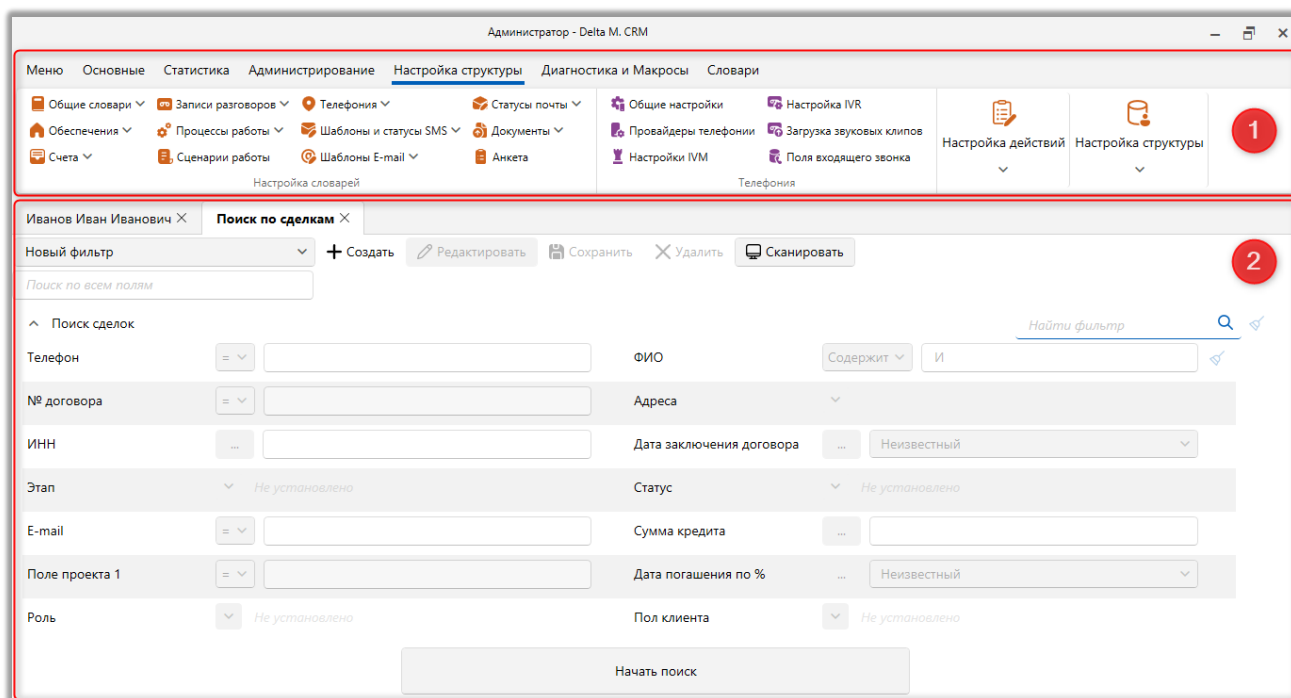 Администратор - Delta M. CRM
Меню Основные Статистика Администрирование Настройка структуры Диагностика и Макросы Словари
Общие словари Записи разговоров Телефония Статусы почты Общие настройки Настройка IVR
Обеспечения Процессы работы Шаблоны и статусы SMS Документы Провайдеры телефонии Загрузка звуковых клипов
Настройка действий Настройка структуры 1
Счета Сценарии работы Шаблоны E-mail Анкета Настройки IVM Поля входящего звонка
Настройка словарей Телефония
Иванов Иван Иванович Поиск по сделкам
Новый фильтр Создать Редактировать Сохранить Удалить Сканировать 2
Поиск по всем полям
Поиск сделок Найти фильтр
Телефон = ФИО Содержит И
№ договора = Адреса
ИНН ... Дата заключения договора ... Неизвестный
Этап Не установлено Статус Не установлено
E-mail = Сумма кредита ...
Поле проекта 1 = Дата погашения по % ... Неизвестный
Роль Не установлено Пол клиента Не установлено
Начать поиск